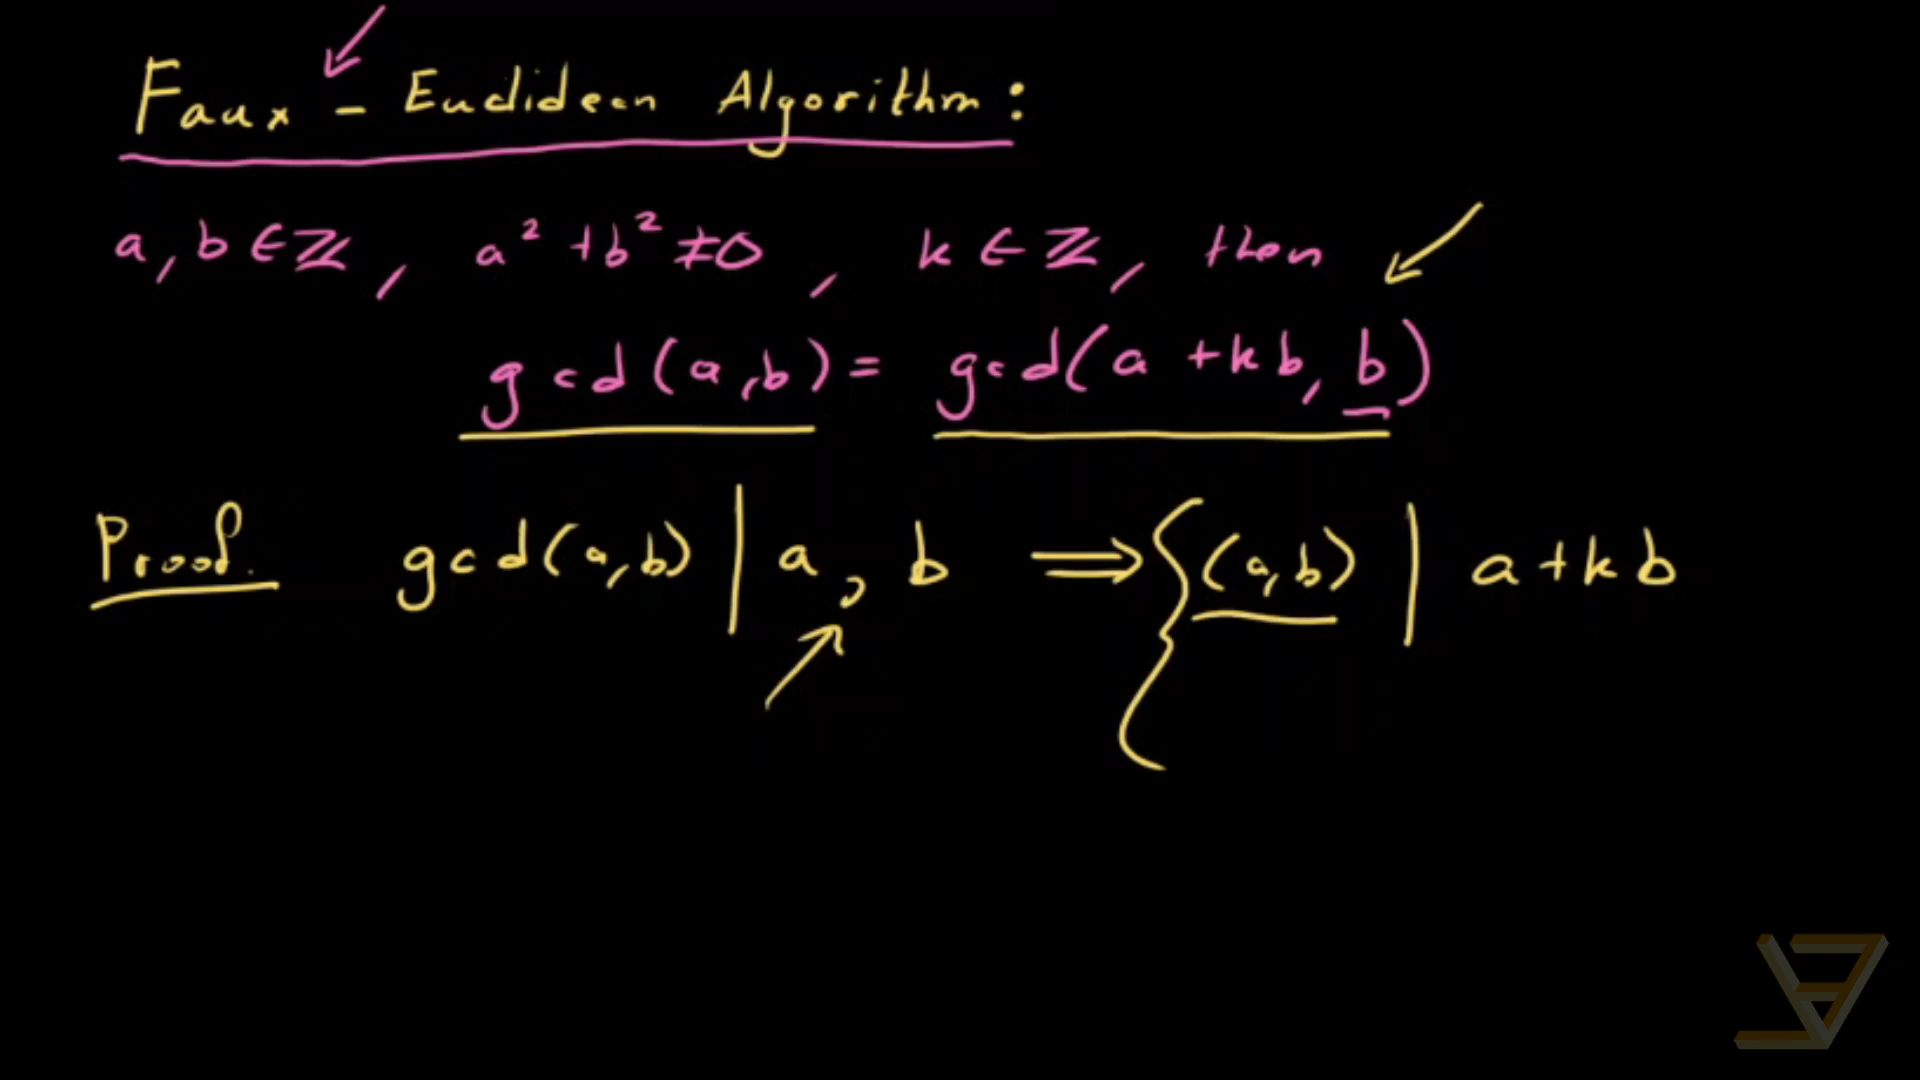 Faux - Euclidean Algorithm:
a, b ∈ ℤ, a² + b² ≠ 0, k ∈ ℤ, then
gcd(a,b) = gcd(a + kb, b)
Proof. gcd(a,b) | a, b ⟹ { (a,b) | a + kb